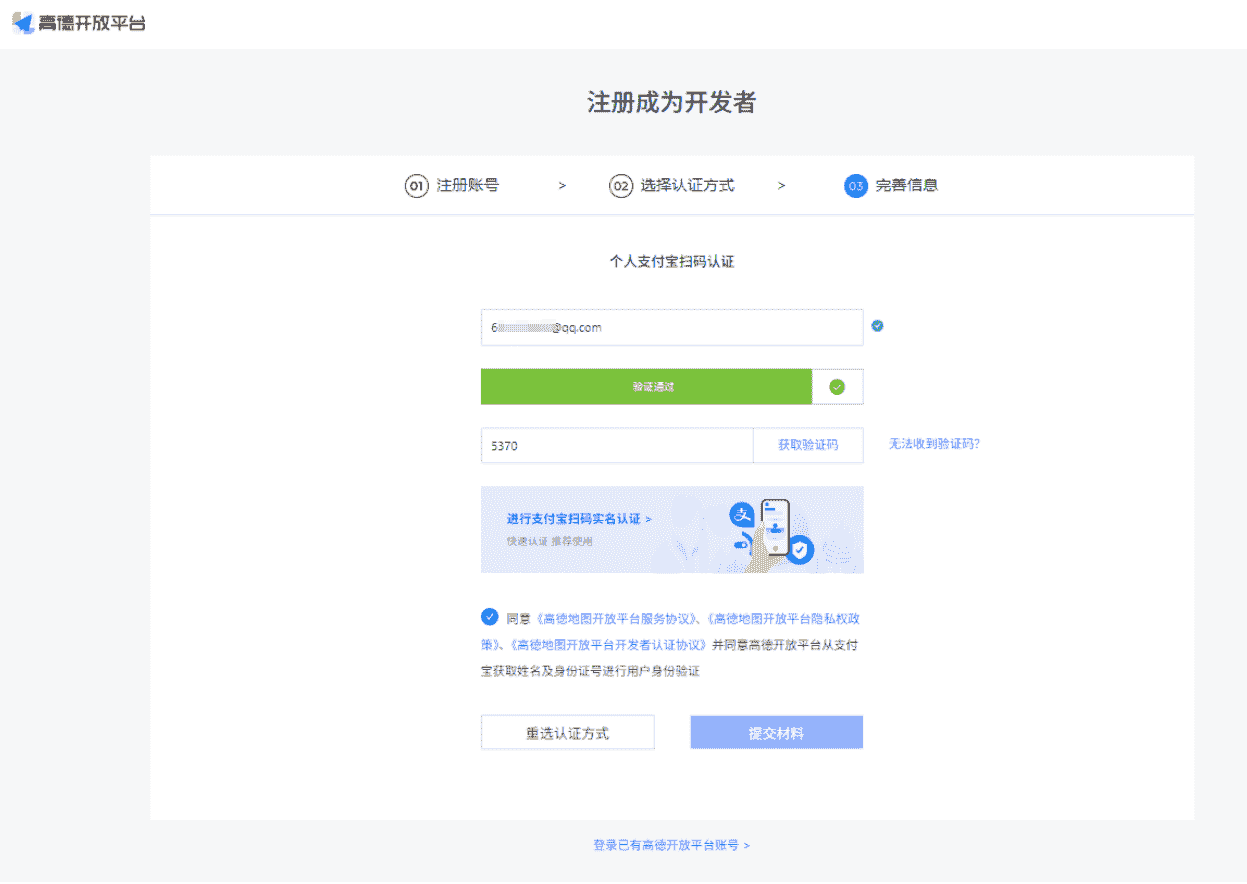 高德开放平台
注册成为开发者
01 注册账号 > 02 选择认证方式 > 03 完善信息
个人支付宝扫码认证
6 @qq.com
验证通过
5370 获取验证码 无法收到验证码?
进行支付宝扫码实名认证 >
快速认证 推荐使用
支
同意《高德地图开放平台服务协议》、《高德地图开放平台隐私权政
策》、《高德地图开放平台开发者认证协议》并同意高德开放平台从支付
宝获取姓名及身份证号进行用户身份验证
重选认证方式 提交材料
登录已有高德开放平台账号 >